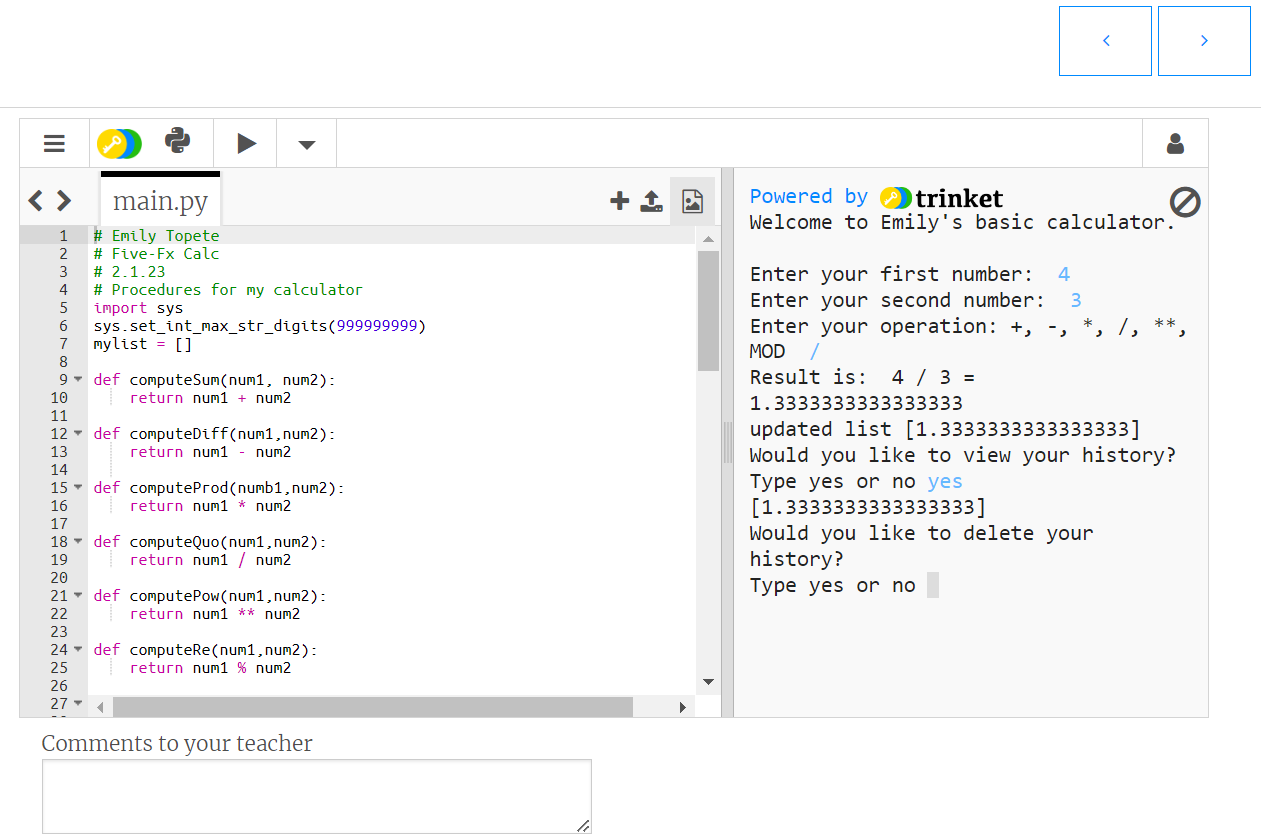 main.py
1 # Emily Topete
2 # Five-Fx Calc
3 # 2.1.23
4 # Procedures for my calculator
5 import sys
6 sys.set_int_max_str_digits(999999999)
7 mylist = []
8
9 def computeSum(num1, num2):
10 return num1 + num2
11
12 def computeDiff(num1,num2):
13 return num1 - num2
14
15 def computeProd(numb1,num2):
16 return num1 * num2
17
18 def computeQuo(num1,num2):
19 return num1 / num2
20
21 def computePow(num1,num2):
22 return num1 ** num2
23
24 def computeRe(num1,num2):
25 return num1 % num2
26
27
Powered by trinket
Welcome to Emily's basic calculator.
Enter your first number: 4
Enter your second number: 3
Enter your operation: +, -, *, /, **,
MOD /
Result is: 4 / 3 =
1.3333333333333333
updated list [1.3333333333333333]
Would you like to view your history?
Type yes or no yes
[1.3333333333333333]
Would you like to delete your
history?
Type yes or no
Comments to your teacher